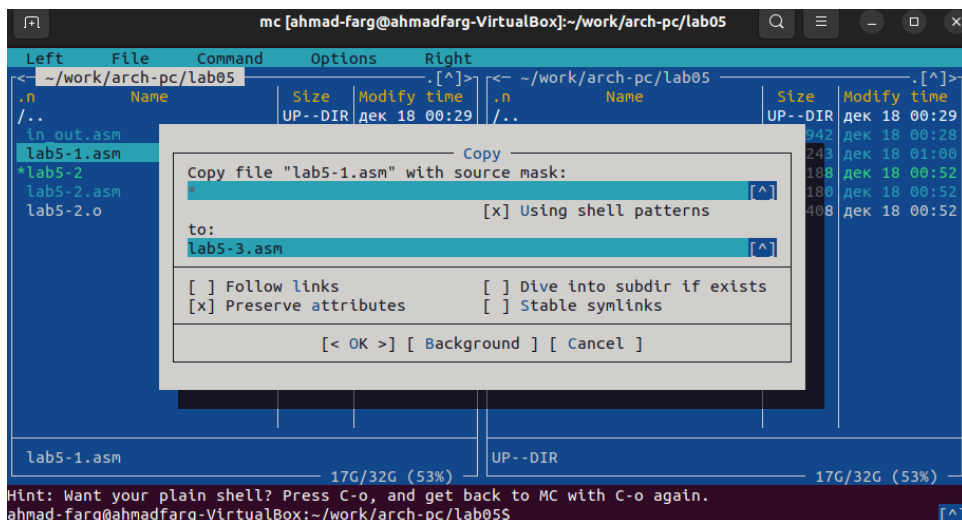 mc [ahmad-farg@ahmadfarg-VirtualBox]:~/work/arch-pc/lab05
Left File Command Options Right
<─ ~/work/arch-pc/lab05 .[^]> <─ ~/work/arch-pc/lab05 .[^]>
.n Name Size Modify time .n Name Size Modify time
/.. UP--DIR дек 18 00:29 /.. UP--DIR дек 18 00:29
in_out.asm 942 дек 18 00:28
lab5-1.asm 243 дек 18 01:00
*lab5-2 188 дек 18 00:52
lab5-2.asm 180 дек 18 00:52
lab5-2.o 408 дек 18 00:52
Copy
Copy file "lab5-1.asm" with source mask:
* [^]
[x] Using shell patterns
to:
lab5-3.asm [^]
[ ] Follow links [ ] Dive into subdir if exists
[x] Preserve attributes [ ] Stable symlinks
[< OK >] [ Background ] [ Cancel ]
lab5-1.asm UP--DIR
17G/32G (53%) 17G/32G (53%)
Hint: Want your plain shell? Press C-o, and get back to MC with C-o again.
ahmad-farg@ahmadfarg-VirtualBox:~/work/arch-pc/lab05$ [^]